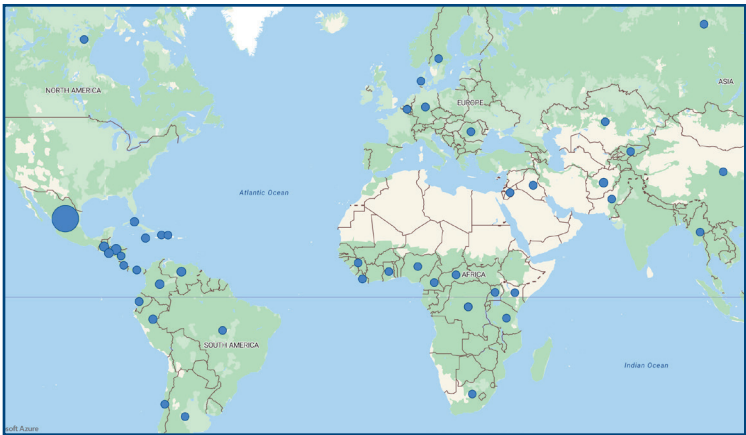 ASIA
NORTH AMERICA
EUROPE
Atlantic Ocean
AFRICA
SOUTH AMERICA
Indian Ocean
soft Azure